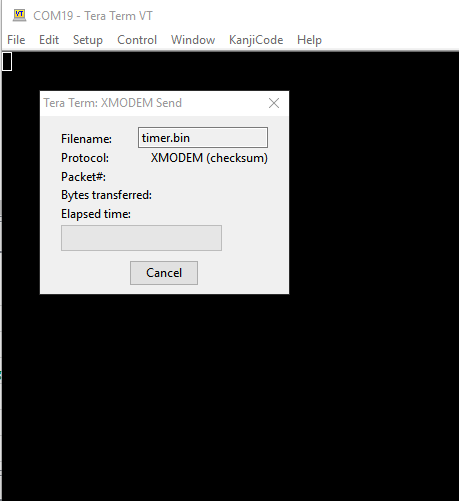 COM19 - Tera Term VT
File Edit Setup Control Window KanjiCode Help
Tera Term: XMODEM Send
Filename: timer.bin
Protocol: XMODEM (checksum)
Packet#:
Bytes transferred:
Elapsed time:
Cancel